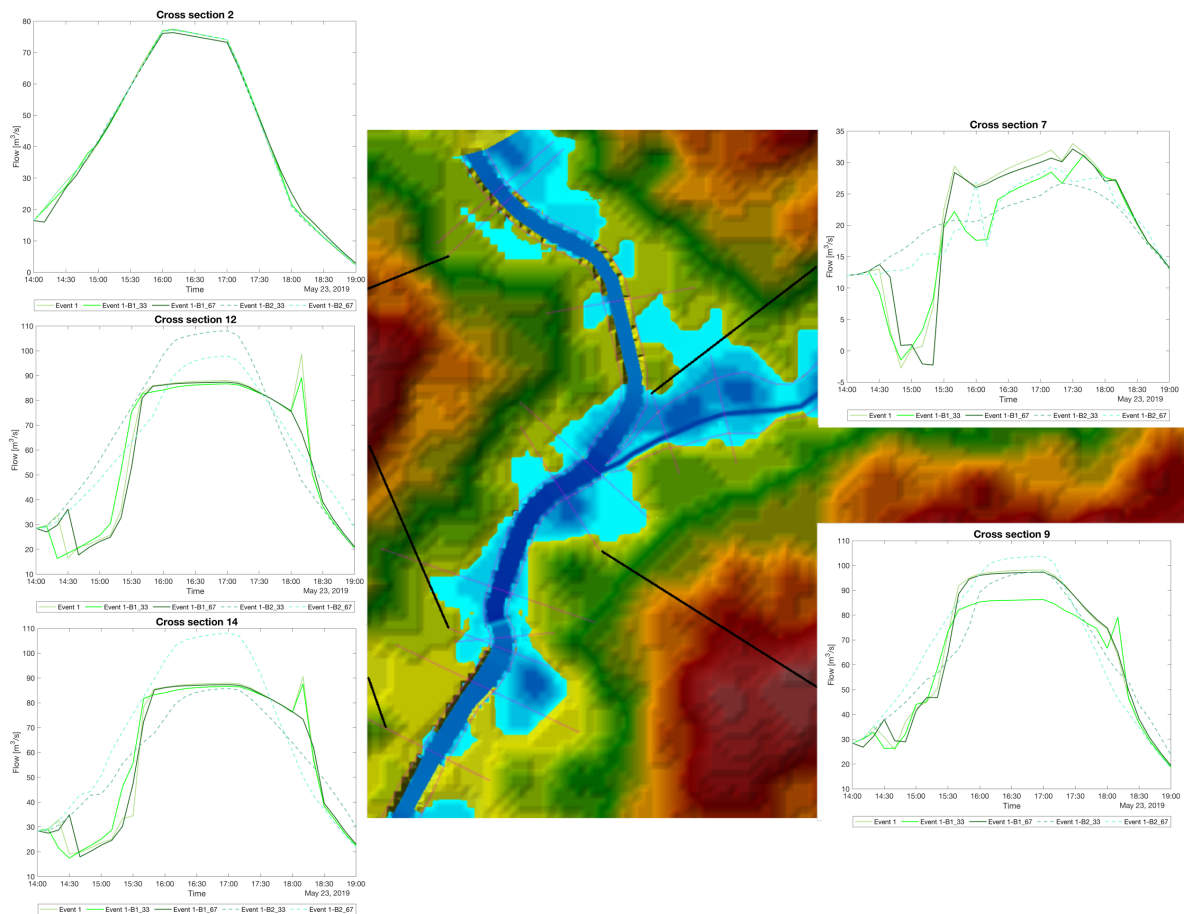 Cross section 2
80
70
60
50
40
30
20
10
0
Flow [m³/s]
14:00 14:30 15:00 15:30 16:00 16:30 17:00 17:30 18:00 18:30 19:00
Time
May 23, 2019
Event 1 Event 1-B1_33 Event 1-B1_67 Event 1-B2_33 Event 1-B2_67
Cross section 12
110
100
90
80
70
60
50
40
30
20
10
Flow [m³/s]
14:00 14:30 15:00 15:30 16:00 16:30 17:00 17:30 18:00 18:30 19:00
Time
May 23, 2019
Event 1 Event 1-B1_33 Event 1-B1_67 Event 1-B2_33 Event 1-B2_67
Cross section 14
110
100
90
80
70
60
50
40
30
20
10
Flow [m³/s]
14:00 14:30 15:00 15:30 16:00 16:30 17:00 17:30 18:00 18:30 19:00
Time
May 23, 2019
Event 1 Event 1-B1_33 Event 1-B1_67 Event 1-B2_33 Event 1-B2_67
Cross section 7
35
30
25
20
15
10
5
0
-5
Flow [m³/s]
14:00 14:30 15:00 15:30 16:00 16:30 17:00 17:30 18:00 18:30 19:00
Time
May 23, 2019
Event 1 Event 1-B1_33 Event 1-B1_67 Event 1-B2_33 Event 1-B2_67
Cross section 9
110
100
90
80
70
60
50
40
30
20
10
Flow [m³/s]
14:00 14:30 15:00 15:30 16:00 16:30 17:00 17:30 18:00 18:30 19:00
Time
May 23, 2019
Event 1 Event 1-B1_33 Event 1-B1_67 Event 1-B2_33 Event 1-B2_67